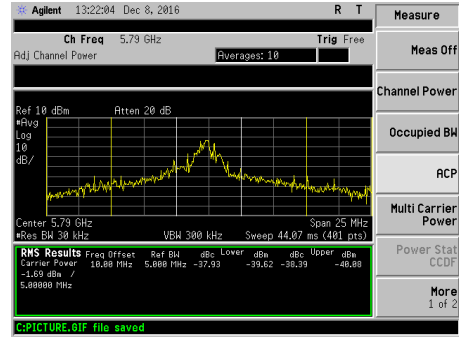 Agilent 13:22:04 Dec 8, 2016 R T
Measure
Ch Freq 5.79 GHz Trig Free
Adj Channel Power Averages: 10
Meas Off
Channel Power
Occupied BW
ACP
Multi Carrier
Power
Power Stat
CCDF
More
1 of 2
Ref 10 dBm Atten 20 dB
#Avg
Log
10
dB/
Center 5.79 GHz Span 25 MHz
#Res BW 30 kHz VBW 300 kHz Sweep 44.07 ms (401 pts)
RMS Results Freq Offset Ref BW dBc Lower dBm dBc Upper dBm
Carrier Power 10.00 MHz 5.000 MHz -37.93 -39.62 -38.39 -40.08
-1.69 dBm /
5.00000 MHz
C:PICTURE.GIF file saved